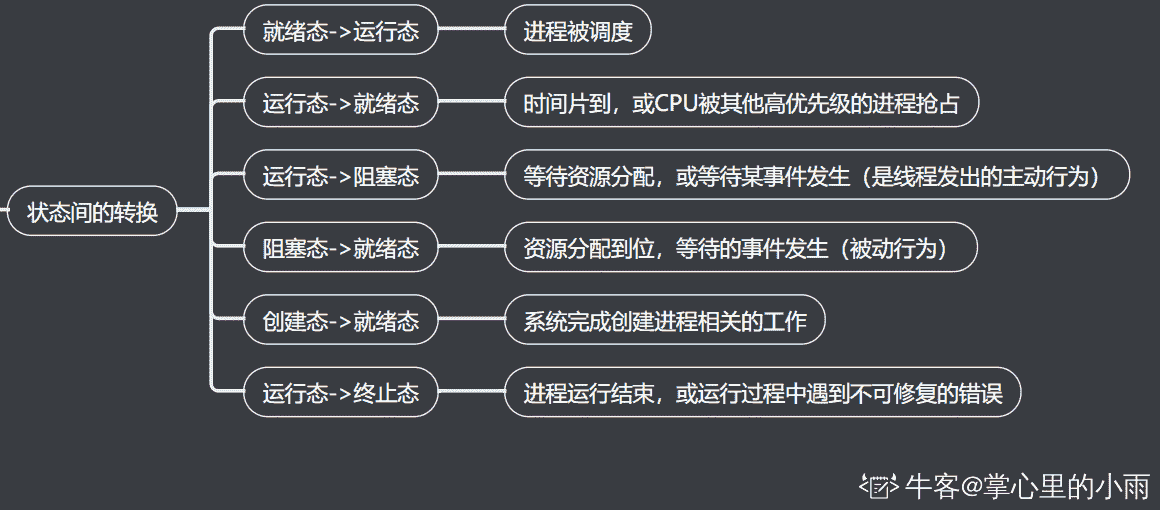 就绪态->运行态
进程被调度
运行态->就绪态
时间片到，或CPU被其他高优先级的进程抢占
运行态->阻塞态
等待资源分配，或等待某事件发生（是线程发出的主动行为）
状态间的转换
阻塞态->就绪态
资源分配到位，等待的事件发生（被动行为）
创建态->就绪态
系统完成创建进程相关的工作
运行态->终止态
进程运行结束，或运行过程中遇到不可修复的错误
牛客@掌心里的小雨